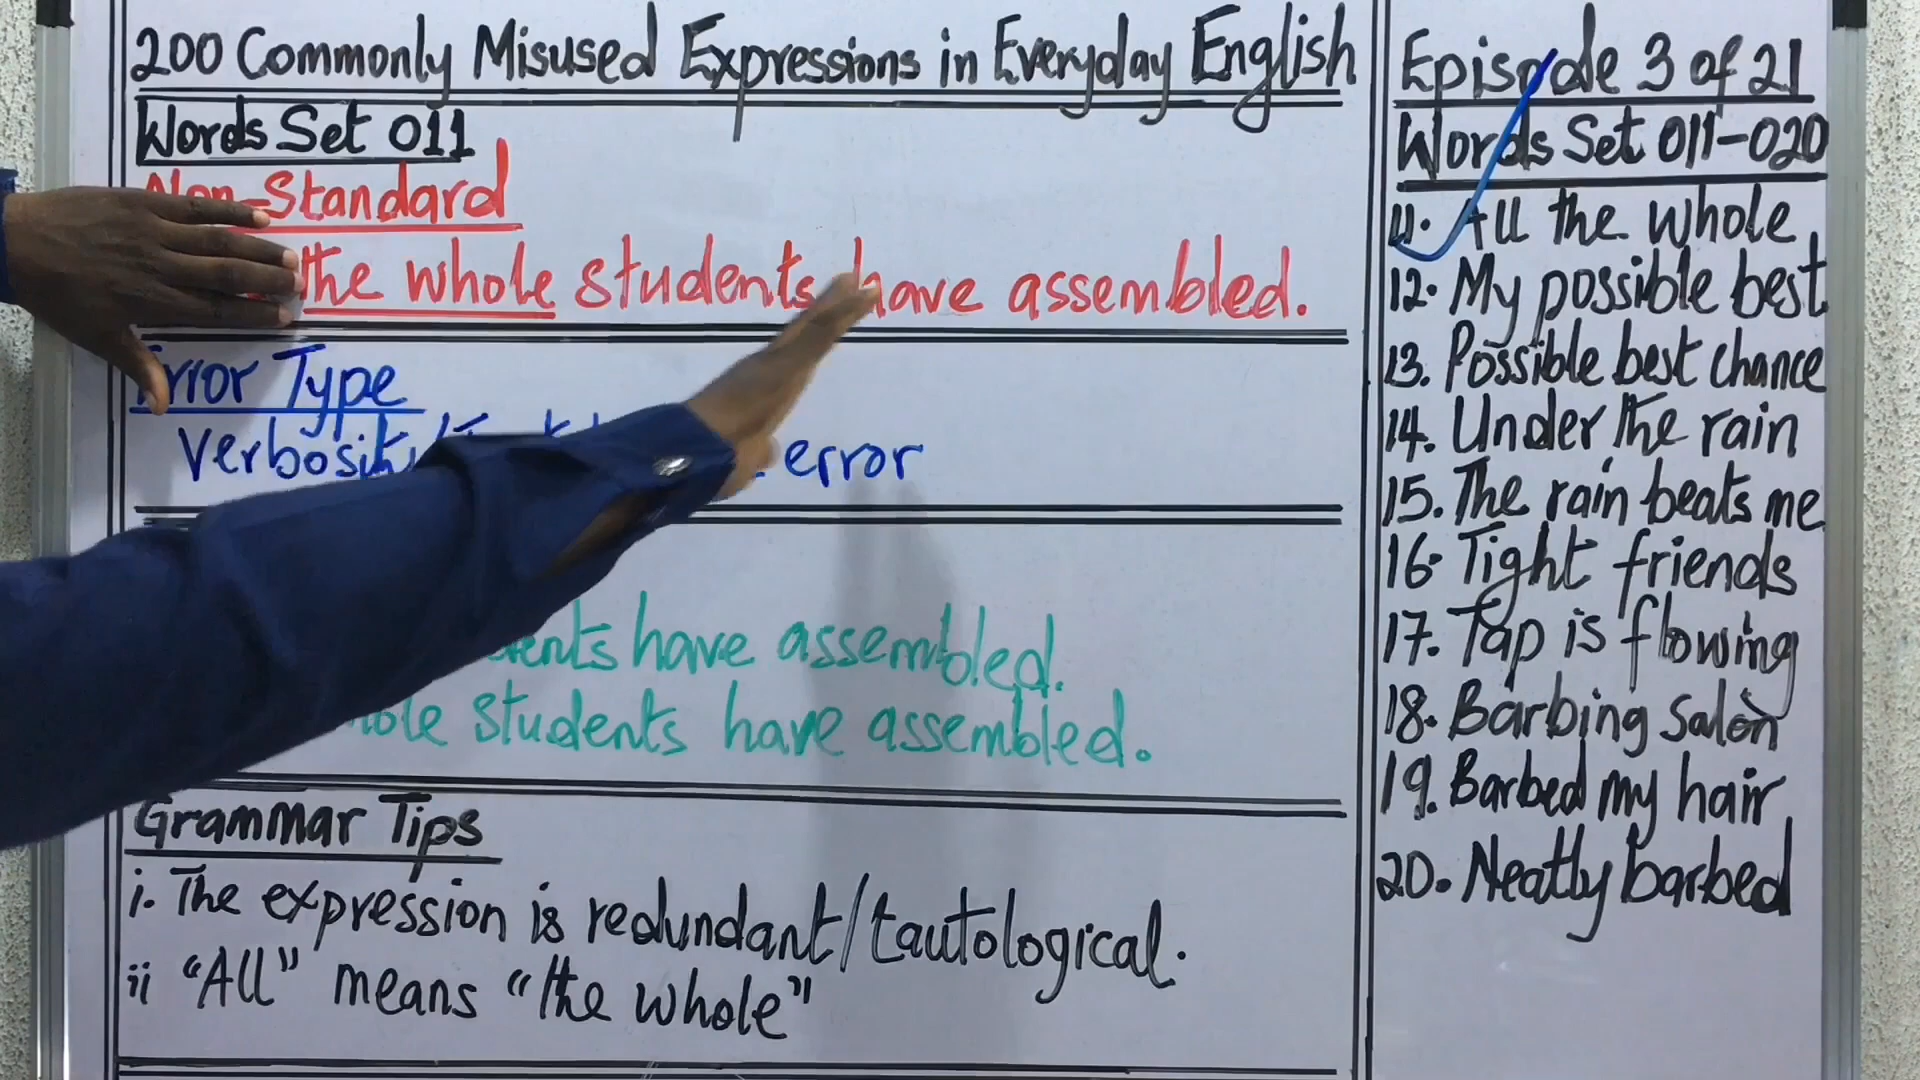 200 Commonly Misused Expressions in Everyday English
Words Set 011
Non-Standard
the whole students have assembled.
Error Type
Verbosity/ error
have assembled.
students have assembled.
Grammar Tips
i. The expression is redundant/tautological.
ii "All" means "the whole"
Episode 3 of 21
Words Set 011-020
11. All the whole
12. My possible best
13. Possible best chance
14. Under the rain
15. The rain beats me
16. Tight friends
17. Tap is flowing
18. Barbing salon
19. Barbed my hair
20. Neatly barbed